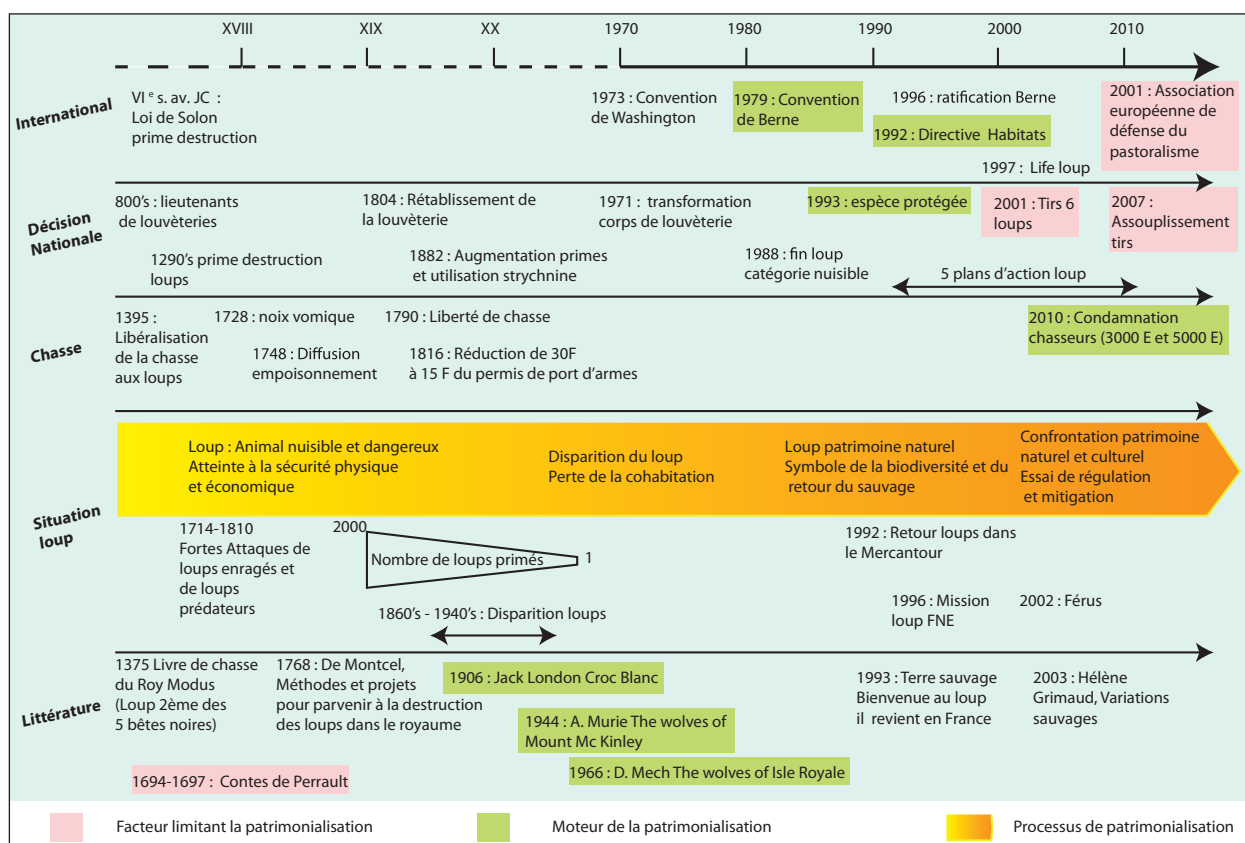 XVIII XIX XX 1970 1980 1990 2000 2010
International
VI e s. av. JC :
Loi de Solon
prime destruction
1973 : Convention
de Washington
1979 : Convention
de Berne
1996 : ratification Berne
1992 : Directive Habitats
1997 : Life loup
2001 : Association
européenne de
défense du
pastoralisme
Décision
Nationale
800's : lieutenants
de louvèteries
1290's prime destruction
loups
1804 : Rétablissement de
la louvèterie
1882 : Augmentation primes
et utilisation strychnine
1971 : transformation
corps de louvèterie
1988 : fin loup
catégorie nuisible
1993 : espèce protégée
2001 : Tirs 6
loups
2007 :
Assouplissement
tirs
5 plans d'action loup
Chasse
1395 :
Libéralisation
de la chasse
aux loups
1728 : noix vomique
1748 : Diffusion
empoisonnement
1790 : Liberté de chasse
1816 : Réduction de 30F
à 15 F du permis de port d'armes
2010 : Condamnation
chasseurs (3000 E et 5000 E)
Situation
loup
Loup : Animal nuisible et dangereux
Atteinte à la sécurité physique
et économique
Disparition du loup
Perte de la cohabitation
Loup patrimoine naturel
Symbole de la biodiversité et du
retour du sauvage
Confrontation patrimoine
naturel et culturel
Essai de régulation
et mitigation
1714-1810
Fortes Attaques de
loups enragés et
de loups
prédateurs
2000
Nombre de loups primés
1
1860's - 1940's : Disparition loups
1992 : Retour loups dans
le Mercantour
1996 : Mission
loup FNE
2002 : Férus
Littérature
1375 Livre de chasse
du Roy Modus
(Loup 2ème des
5 bêtes noires)
1694-1697 : Contes de Perrault
1768 : De Montcel,
Méthodes et projets
pour parvenir à la destruction
des loups dans le royaume
1906 : Jack London Croc Blanc
1944 : A. Murie The wolves of
Mount Mc Kinley
1966 : D. Mech The wolves of Isle Royale
1993 : Terre sauvage
Bienvenue au loup
il revient en France
2003 : Hélène
Grimaud, Variations
sauvages
Facteur limitant la patrimonialisation
Moteur de la patrimonialisation
Processus de patrimonialisation